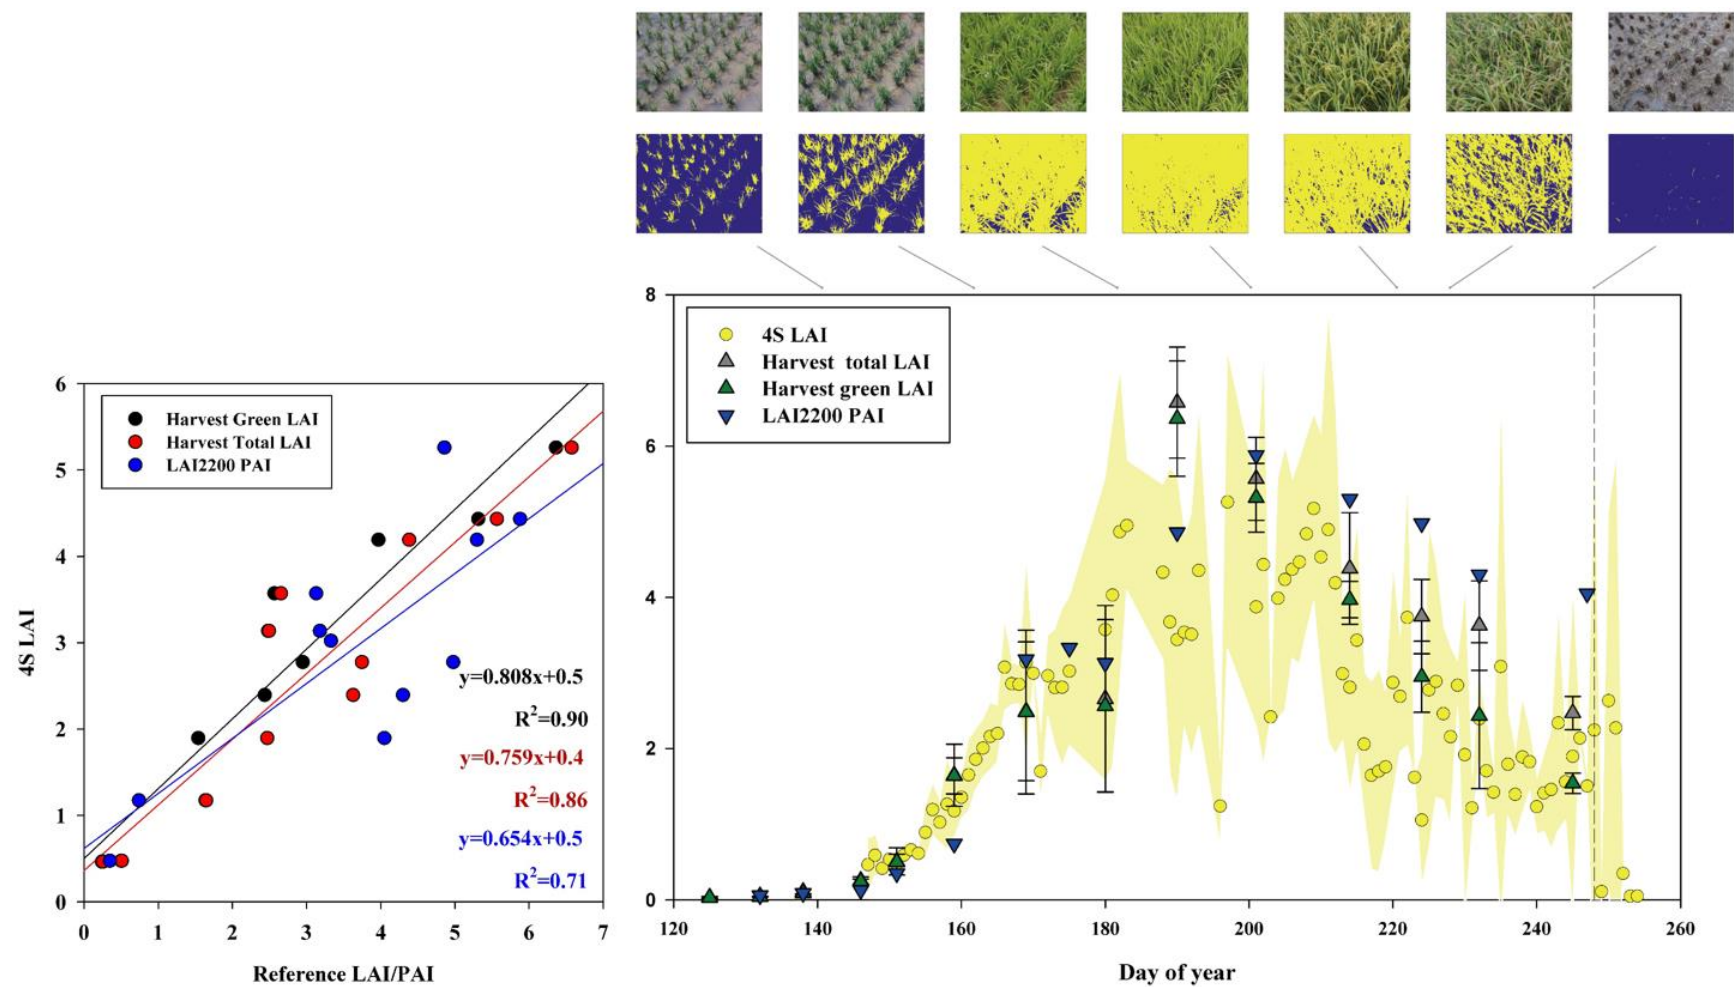 6
5
4
3
2
1
0
4S LAI
Harvest Green LAI
Harvest Total LAI
LAI2200 PAI
y=0.808x+0.5
R²=0.90
y=0.759x+0.4
R²=0.86
y=0.654x+0.5
R²=0.71
0 1 2 3 4 5 6 7
Reference LAI/PAI
8
6
4
2
0
4S LAI
Harvest total LAI
Harvest green LAI
LAI2200 PAI
120 140 160 180 200 220 240 260
Day of year